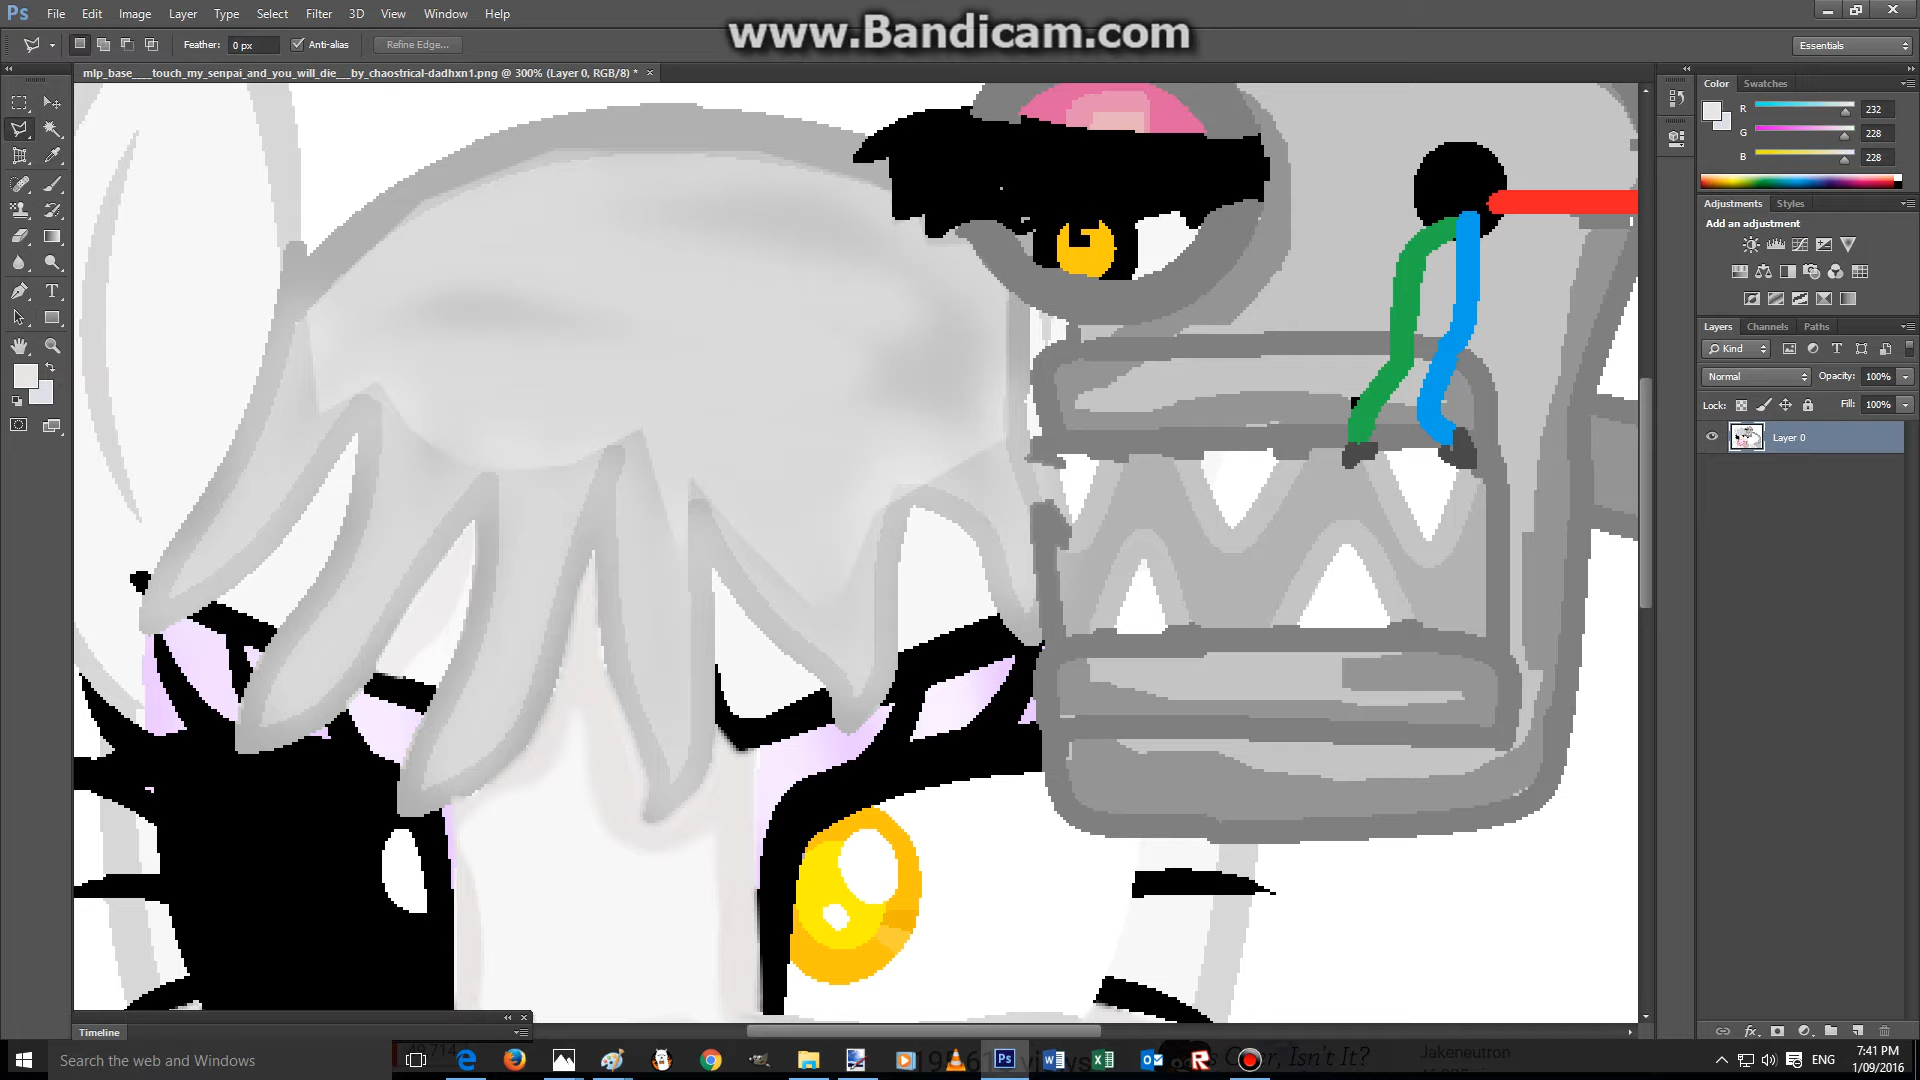 www.Bandicam.com
Ps File Edit Image Layer Type Select Filter 3D View Window Help
Feather: 0 px Anti-alias Refine Edge... Essentials
mlp_base___touch_my_senpai_and_you_will_die___by_chaostrical-dadhxn1.png @ 300% (Layer 0, RGB/8) *
Color Swatches
R 232
G 228
B 228
Adjustments Styles
Add an adjustment
Layers Channels Paths
Kind
Normal Opacity: 100%
Lock: Fill: 100%
Layer 0
Timeline
Search the web and Windows
Isn't It?
Jakeneutron
ENG
7:41 PM
1/09/2016